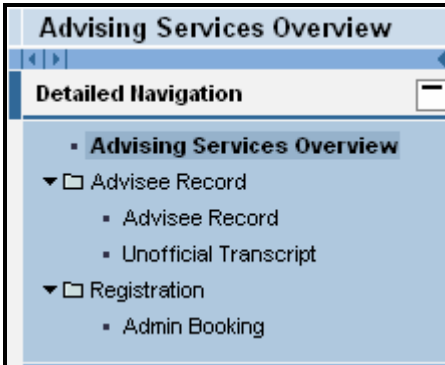 Advising Services Overview
Detailed Navigation
Advising Services Overview
Advisee Record
Advisee Record
Unofficial Transcript
Registration
Admin Booking